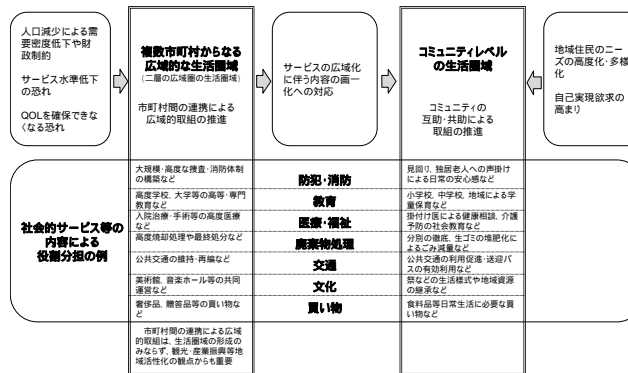 人口減少による需
要密度低下や財
政制約
サービス水準低下
の恐れ
QOLを確保できな
くなる恐れ
複数市町村からなる
広域的な生活圏域
(二層の広域圏の生活圏域)
市町村間の連携による
広域的取組の推進
サービスの広域化
に伴う内容の画一
化への対応
コミュニティレベル
の生活圏域
コミュニティの
互助・共助による
取組の推進
地域住民のニー
ズの高度化・多様
化
自己実現欲求の
高まり
社会的サービス等の
内容による
役割分担の例
大規模・高度な捜査・消防体制
の構築など
防犯・消防
見回り、独居老人への声掛け
による日常の安心感など
高度学校、大学等の高等・専門
教育など
教育
小学校、中学校、地域による学
童保育など
入院治療・手術等の高度医療
など
医療・福祉
掛付け医による健康相談、介護
予防の社会教育など
高度焼却処理や最終処分など
廃棄物処理
分別の徹底、生ゴミの堆肥化に
よるごみ減量など
公共交通の維持・再編など
交通
公共交通の利用促進・送迎バ
スの有効利用など
美術館、音楽ホール等の共同
運営など
文化
祭などの生活様式や地域資源
の継承など
奢侈品、贈答品等の買い物な
ど
買い物
食料品等日常生活に必要な買
い物など
市町村間の連携による広域
的取組は、生活圏域の形成の
みならず、観光・産業振興等地
域活性化の観点からも重要